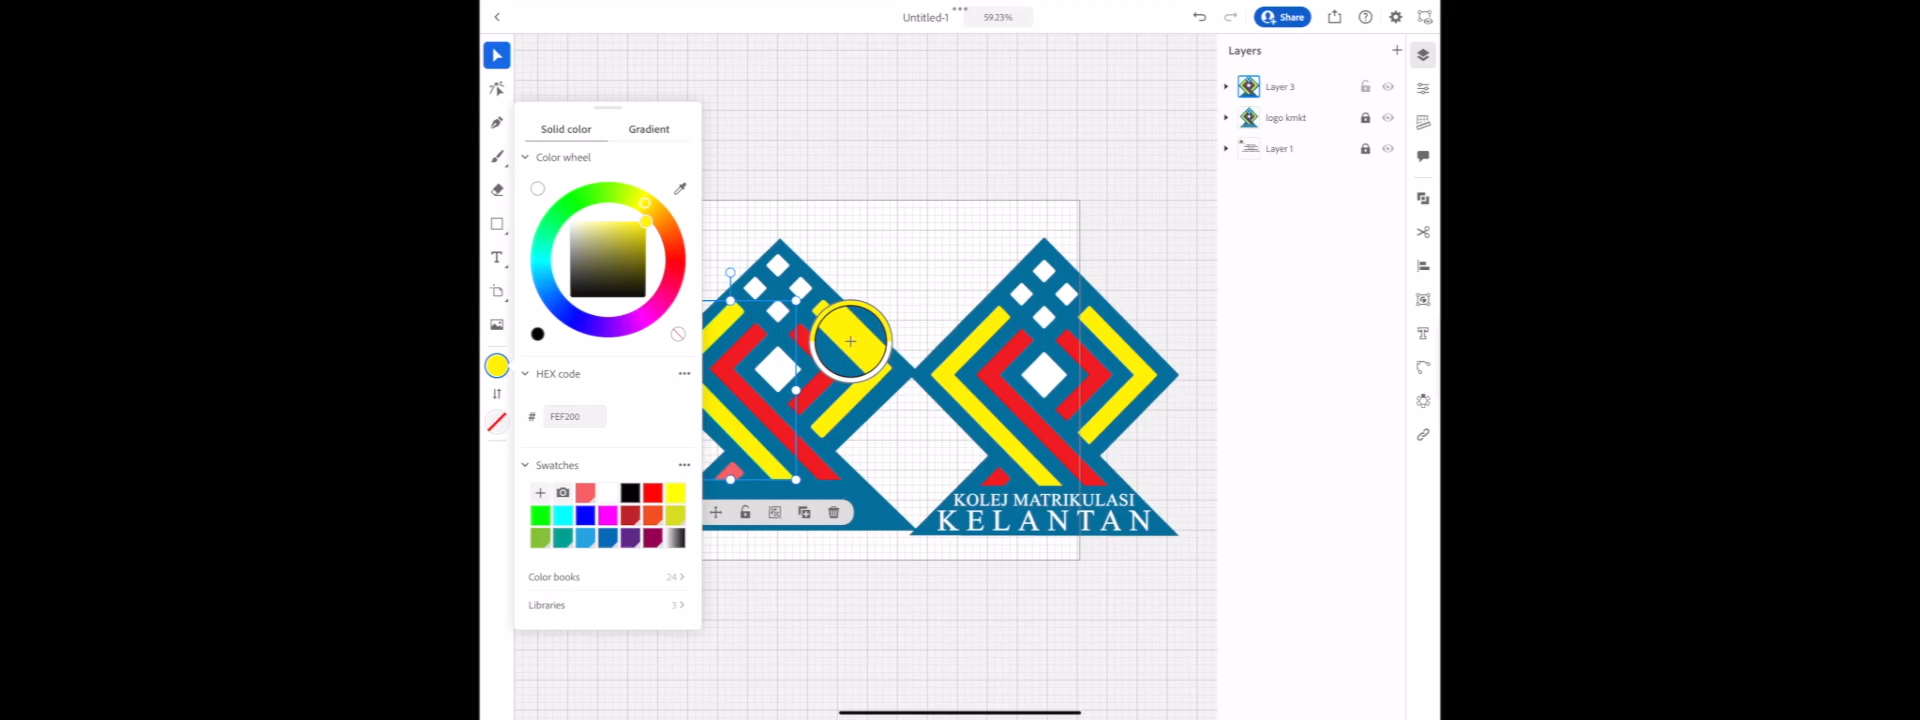 Untitled-1
59.23%
Share
Solid color
Gradient
Color wheel
HEX code
# FEF200
Swatches
Color books
24
Libraries
3
Layers
Layer 3
logo kmkt
Layer 1
KOLEJ MATRIKULASI
KELANTAN